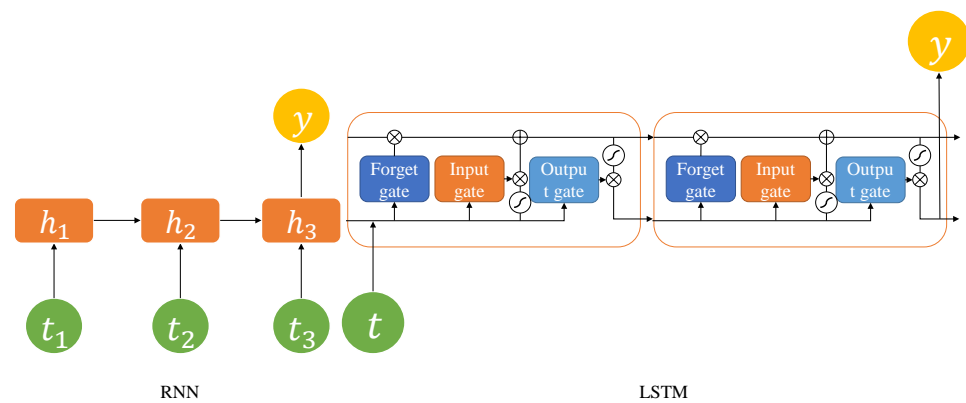 y
y
Forget
gate
Input
gate
Outpu
t gate
Forget
gate
Input
gate
Outpu
t gate
h₁
h₂
h₃
t₁
t₂
t₃
t
RNN
LSTM